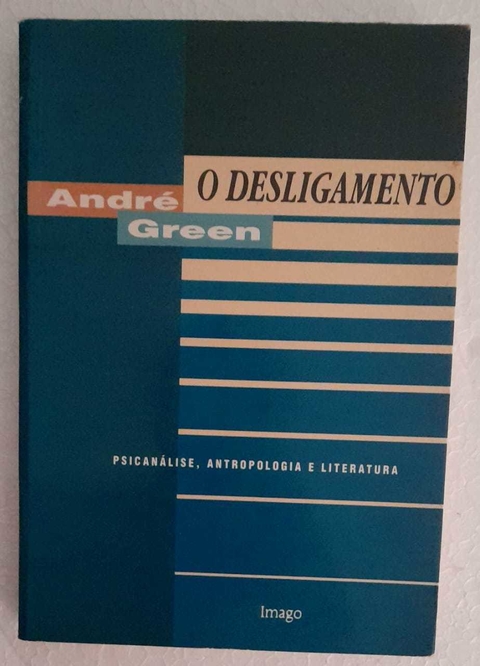 O DESLIGAMENTO
André
Green
PSICANÁLISE, ANTROPOLOGIA E LITERATURA
Imago